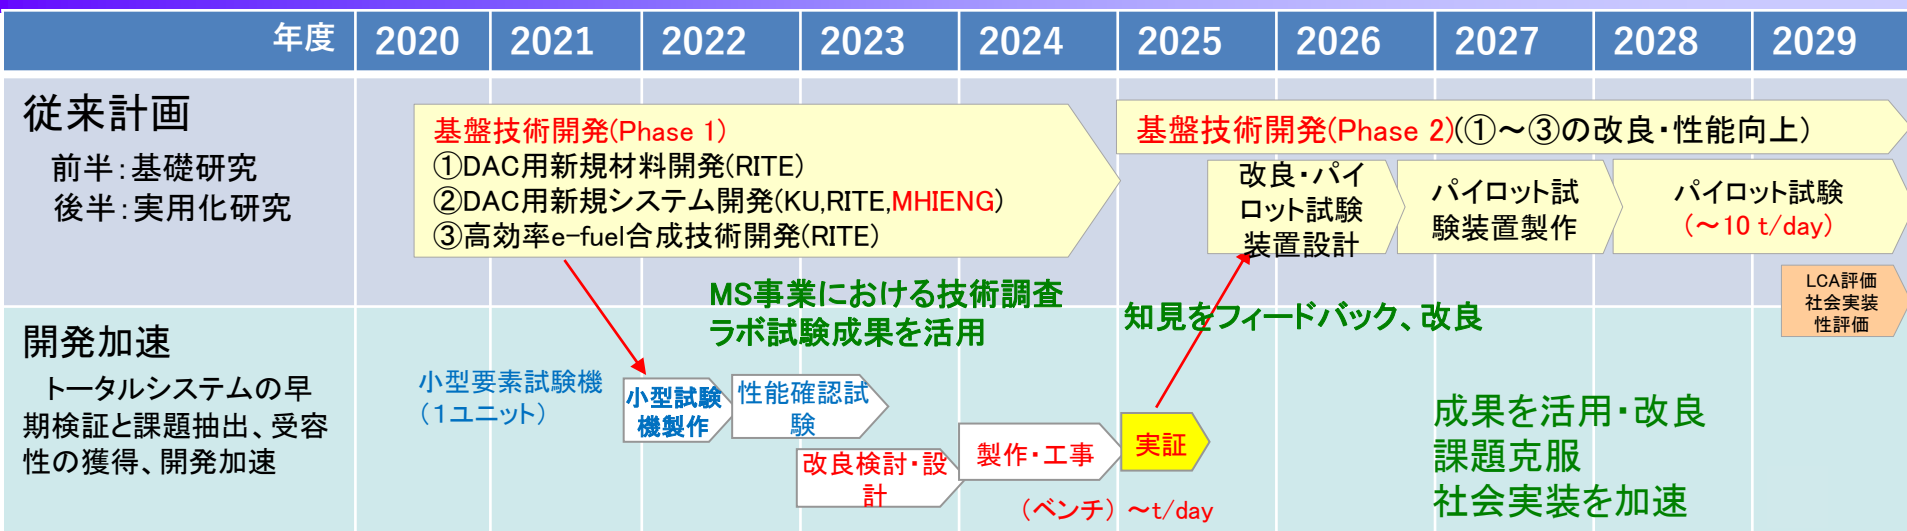 年度 2020 2021 2022 2023 2024 2025 2026 2027 2028 2029
従来計画
前半：基礎研究
後半：実用化研究
基盤技術開発(Phase 1)
①DAC用新規材料開発(RITE)
②DAC用新規システム開発(KU,RITE,MHIENG)
③高効率e-fuel合成技術開発(RITE)
基盤技術開発(Phase 2)(①～③の改良・性能向上)
改良・パイ
ロット試験
装置設計
パイロット試
験装置製作
パイロット試験
(～10 t/day)
LCA評価
社会実装
性評価
MS事業における技術調査
ラボ試験成果を活用
知見をフィードバック、改良
開発加速
トータルシステムの早
期検証と課題抽出、受容
性の獲得、開発加速
小型要素試験機
（1ユニット）
小型試験
機製作
性能確認試
験
改良検討・設
計
製作・工事
実証
（ベンチ）～t/day
成果を活用・改良
課題克服
社会実装を加速